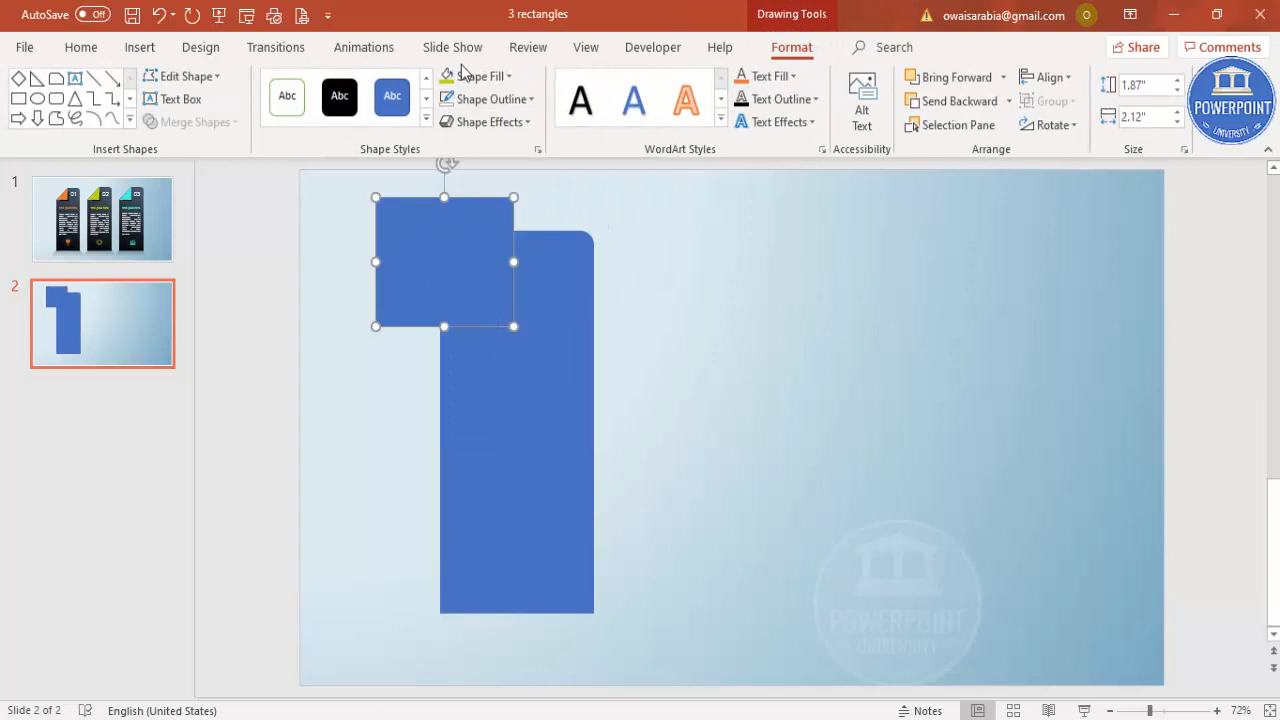 AutoSave Off 3 rectangles Drawing Tools owaisarabia@gmail.com O
File Home Insert Design Transitions Animations Slide Show Review View Developer Help Format Search Share Comments
Edit Shape Text Box Merge Shapes
Insert Shapes
Abc Abc Abc
Shape Fill Shape Outline Shape Effects
Shape Styles
A A A
Text Fill Text Outline Text Effects
WordArt Styles
Alt Text
Accessibility
Bring Forward Send Backward Selection Pane Align Group Rotate
Arrange
1.87" 2.12"
Size
POWERPOINT
UNIVERSITY
1
01 02 03
2
POWERPOINT
UNIVERSITY
Slide 2 of 2 English (United States) Notes 72%